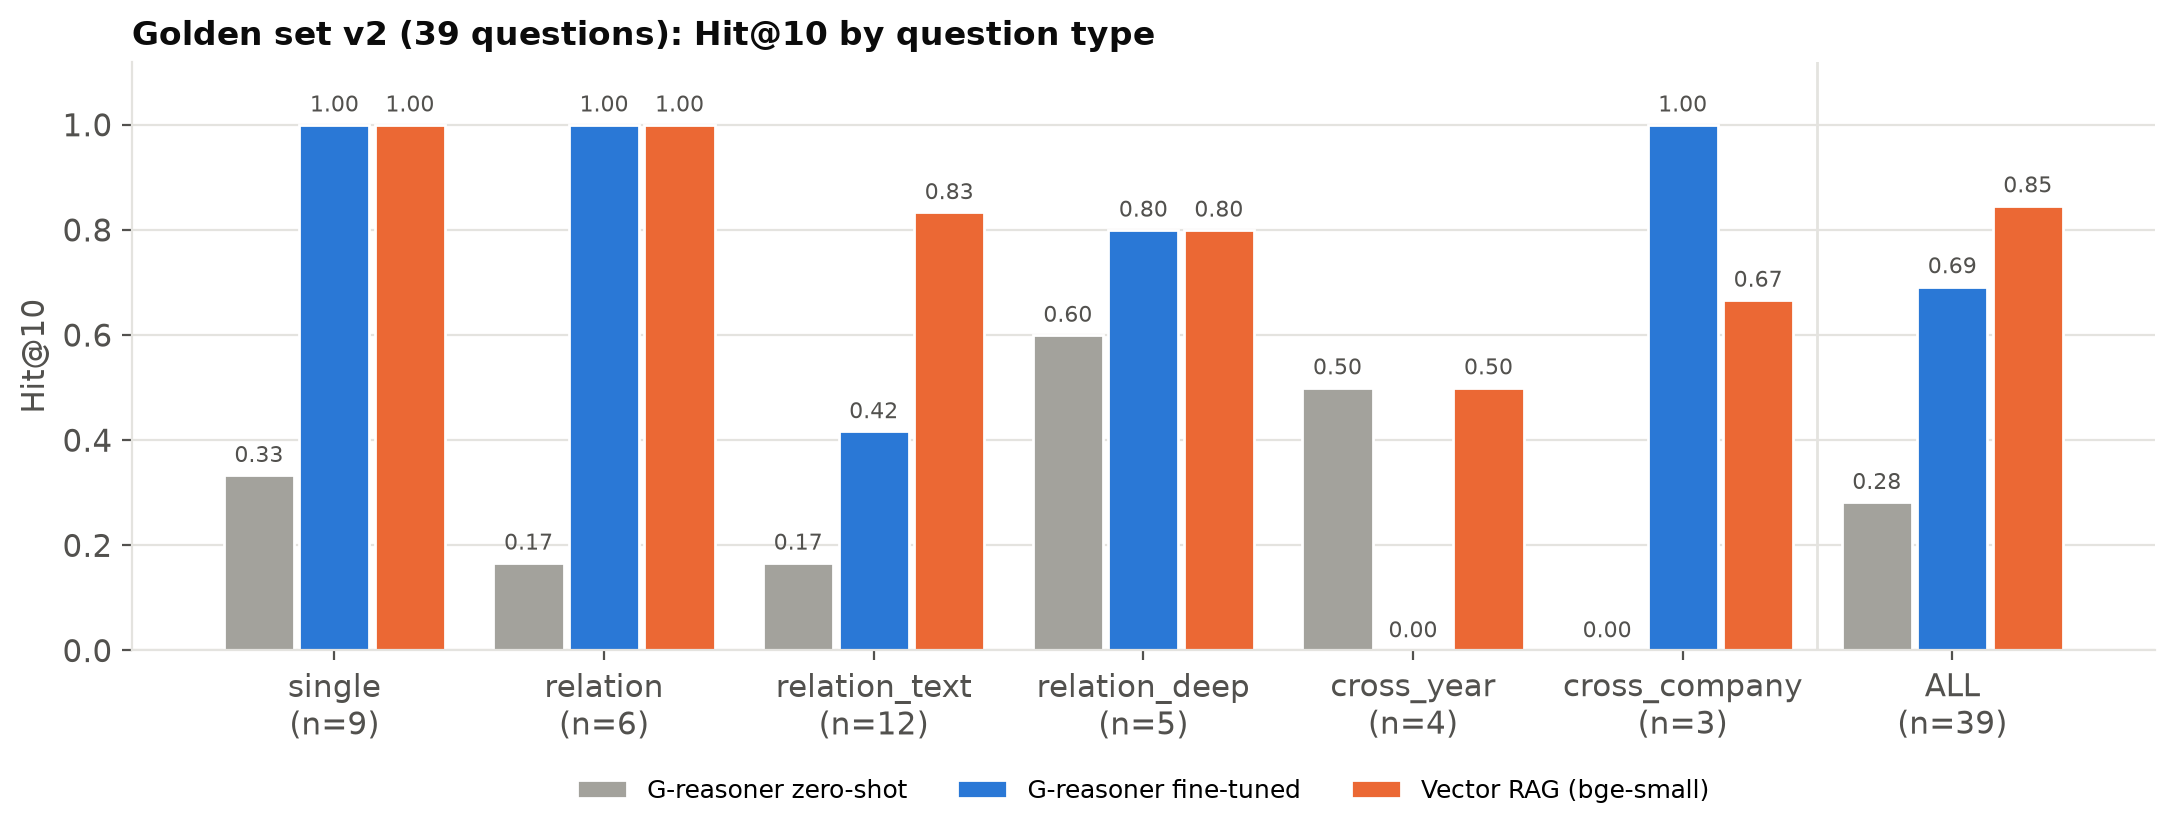 Golden set v2 (39 questions): Hit@10 by question type
Hit@10
1.0
0.8
0.6
0.4
0.2
0.0
0.33 1.00 1.00
0.17 1.00 1.00
0.17 0.42 0.83
0.60 0.80 0.80
0.50 0.00 0.50
0.00 1.00 0.67
0.28 0.69 0.85
single
(n=9)
relation
(n=6)
relation_text
(n=12)
relation_deep
(n=5)
cross_year
(n=4)
cross_company
(n=3)
ALL
(n=39)
G-reasoner zero-shot
G-reasoner fine-tuned
Vector RAG (bge-small)